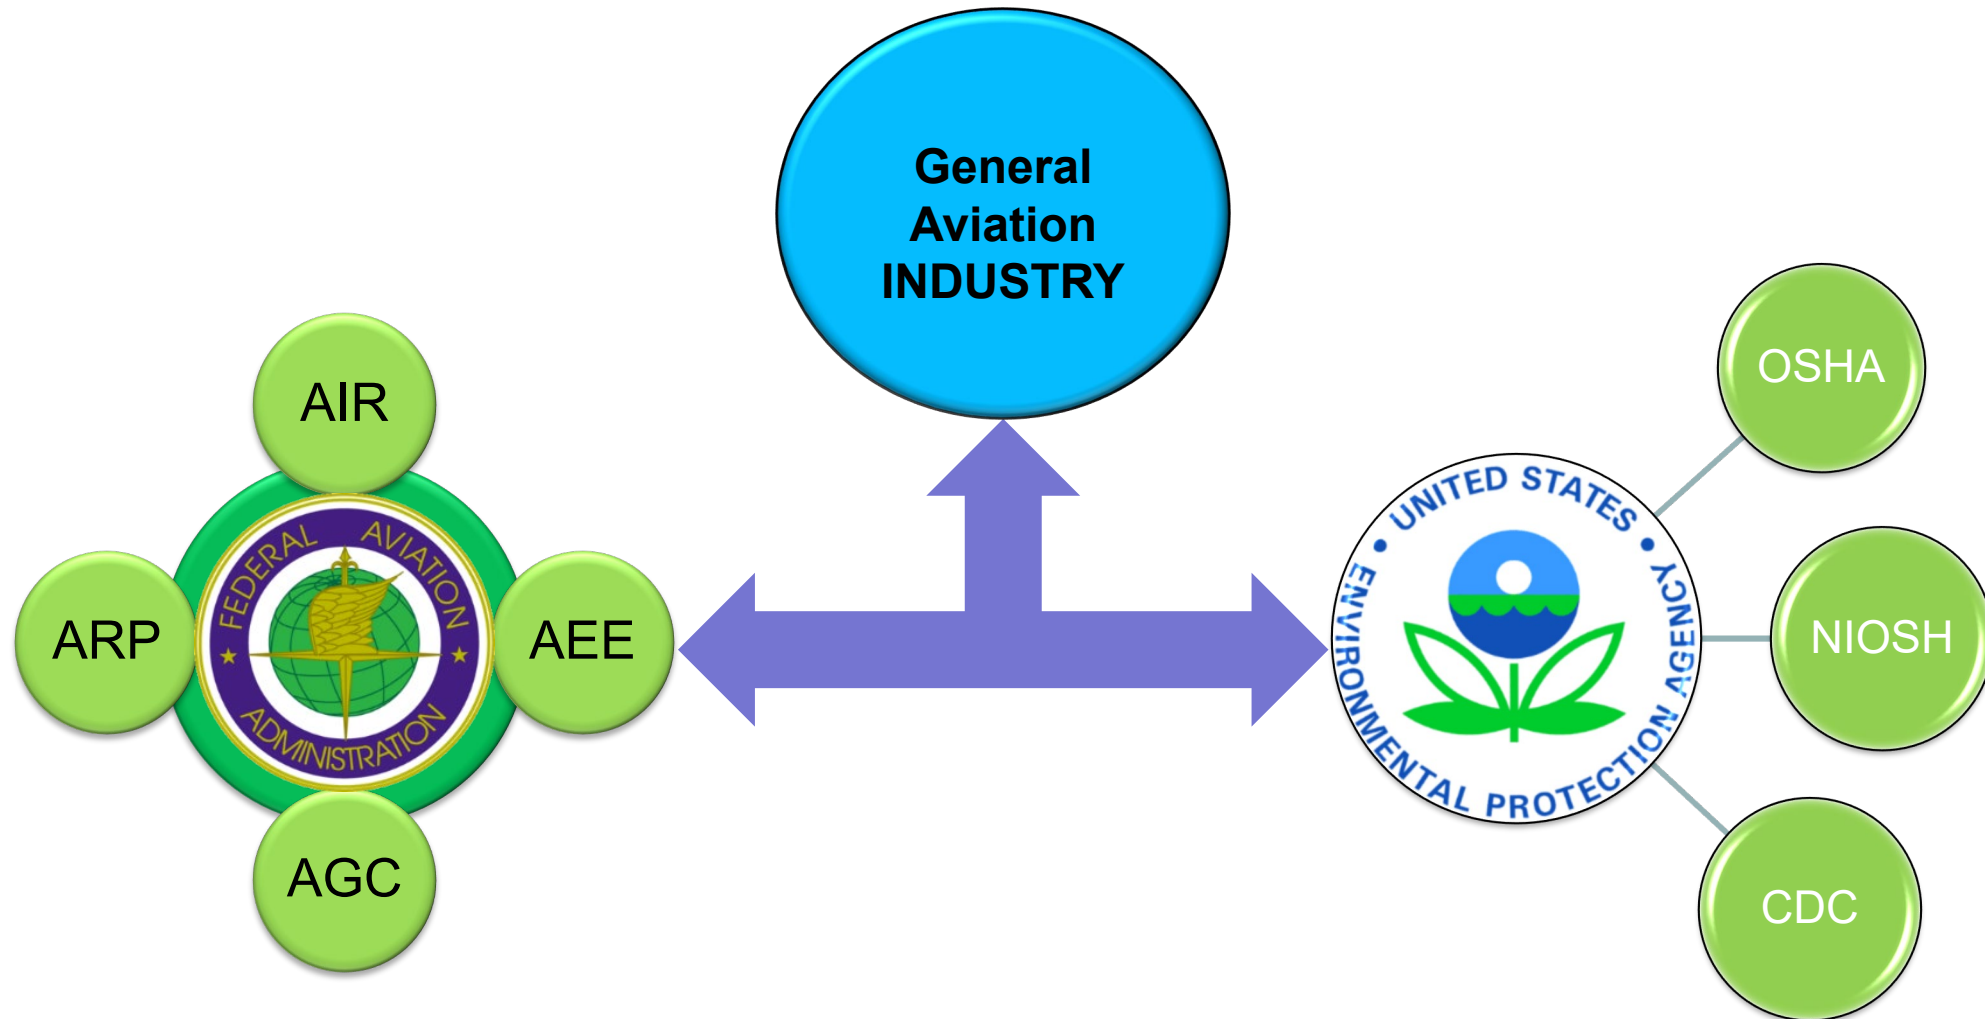 General
Aviation
INDUSTRY
AIR
ARP
AEE
AGC
FEDERAL AVIATION
ADMINISTRATION
UNITED STATES
ENVIRONMENTAL PROTECTION AGENCY
OSHA
NIOSH
CDC